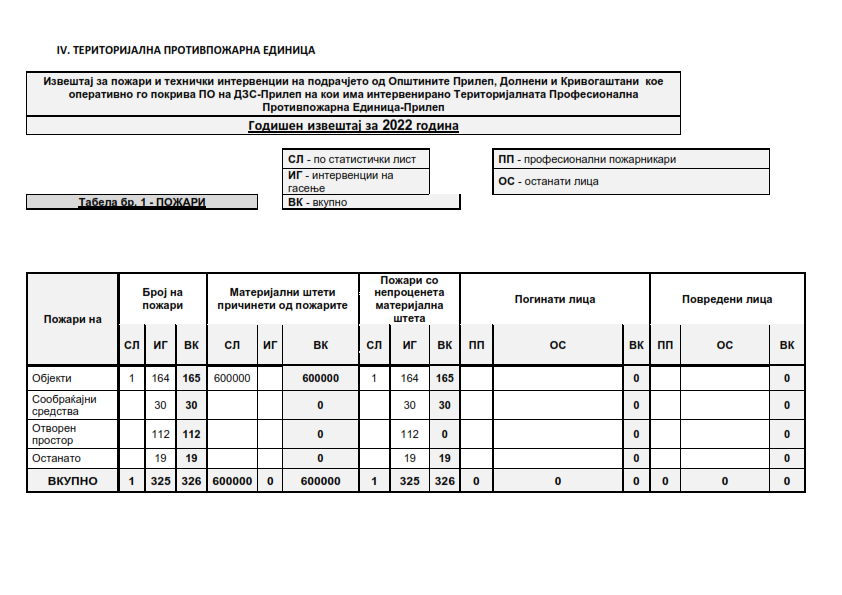 IV. ТЕРИТОРИЈАЛНА ПРОТИВПОЖАРНА ЕДИНИЦА
Извештај за пожари и технички интервенции на подрачјето од Општините Прилеп, Долнени и Кривогаштани кое
оперативно го покрива ПО на ДЗС-Прилеп на кои има интервенирано Територијалната Професионална
Противпожарна Единица-Прилеп
Годишен извештај за 2022 година
СЛ - по статистички лист
ПП - професионални пожарникари
ИГ - интервенции на
гасење
ОС - останати лица
Табела бр. 1 - ПОЖАРИ
ВК - вкупно
Пожари на
Број на
пожари
Материјални штети
причинети од пожарите
Пожари со
непроценета
материјална
штета
Погинати лица
Повредени лица
СЛ ИГ ВК СЛ ИГ ВК СЛ ИГ ВК ПП ОС ВК ПП ОС ВК
Објекти 1 164 165 600000 600000 1 164 165 0 0
Сообраќајни
средства 30 30 0 30 30 0 0
Отворен
простор 112 112 0 112 0 0 0
Останато 19 19 0 19 19 0 0
ВКУПНО 1 325 326 600000 0 600000 1 325 326 0 0 0 0 0 0